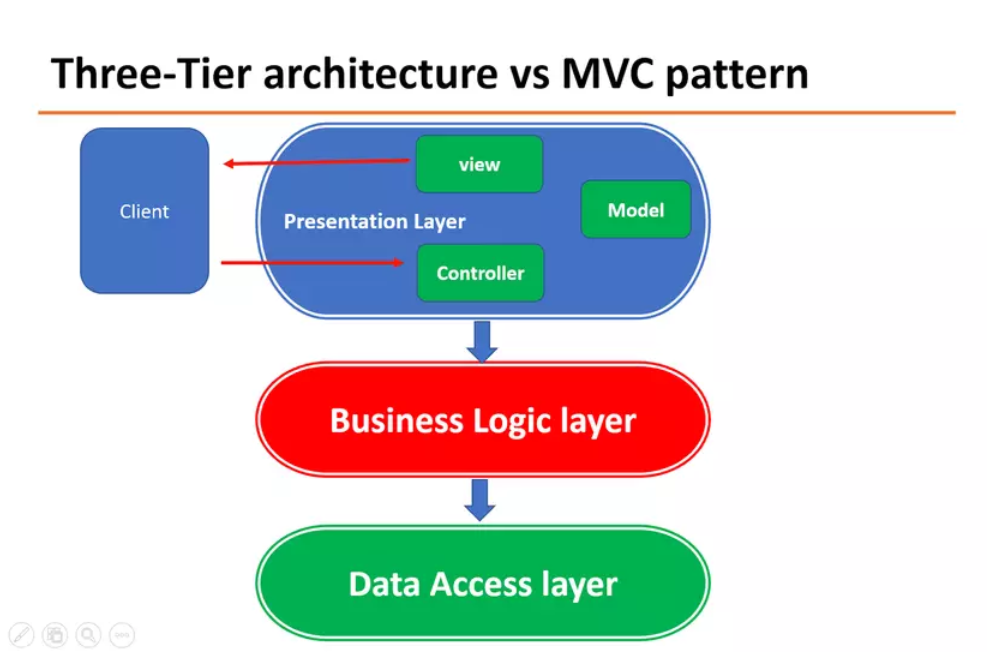 Three-Tier architecture vs MVC pattern
Client
view
Presentation Layer
Model
Controller
Business Logic layer
Data Access layer